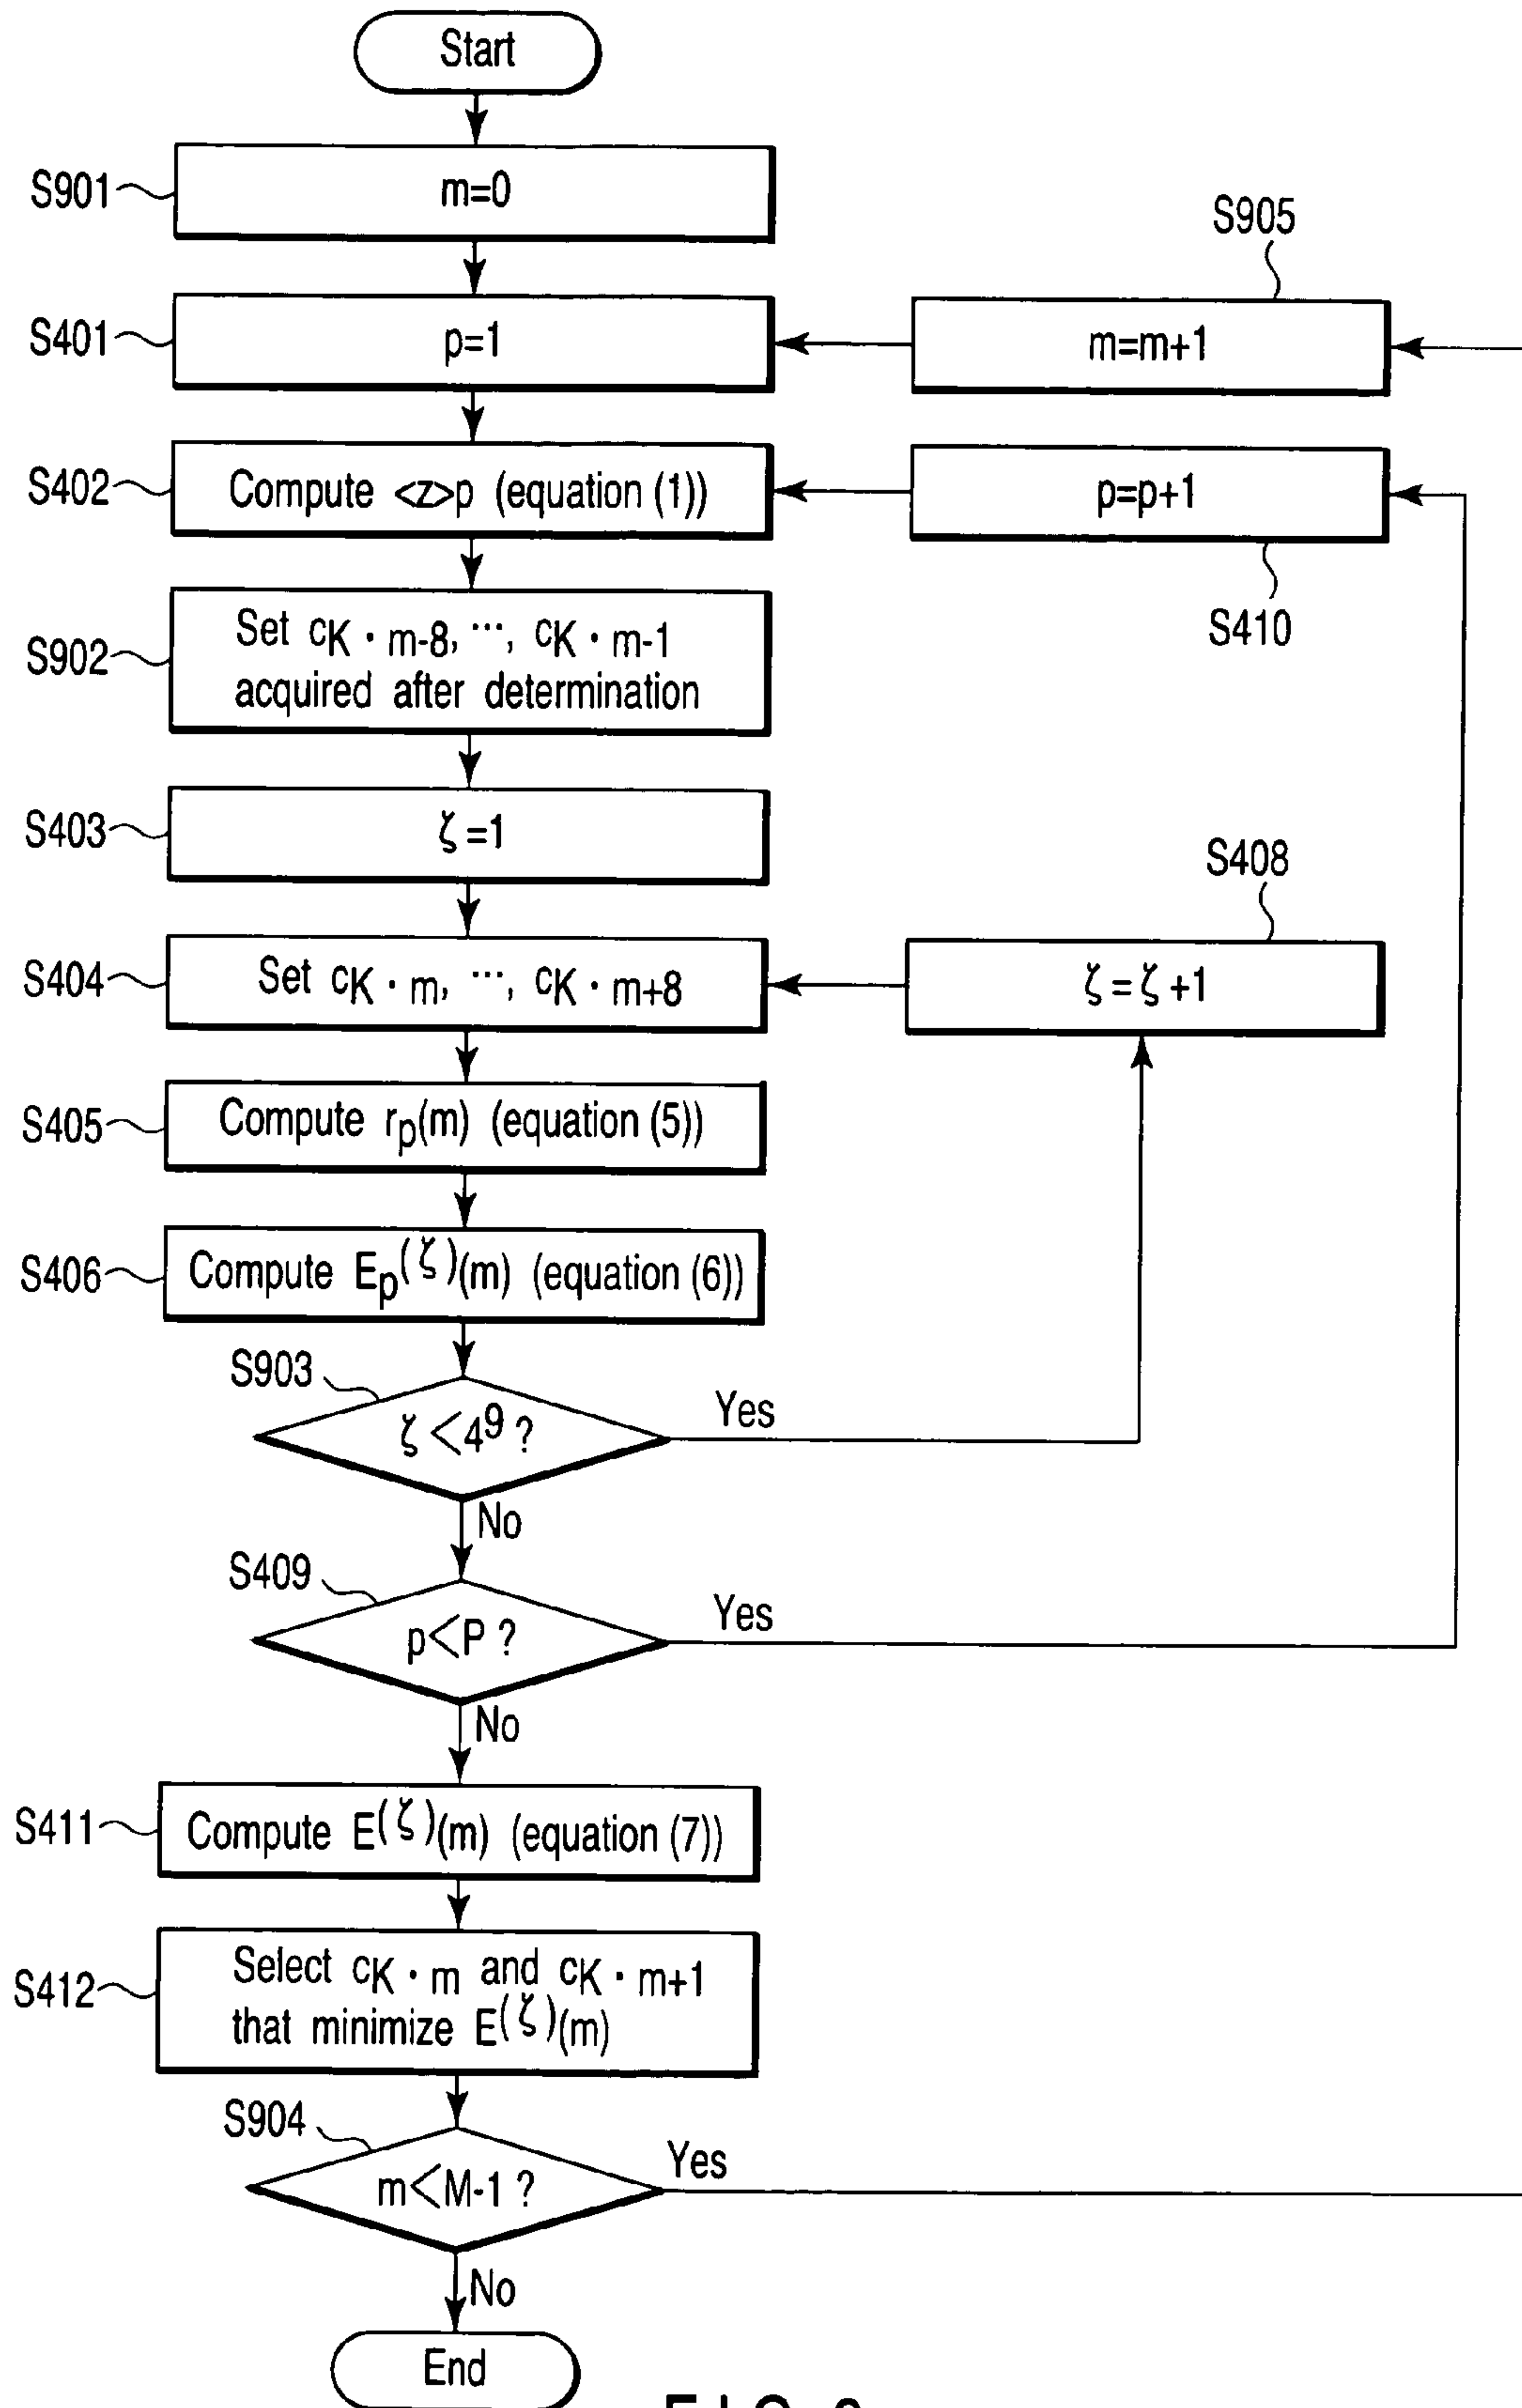 Start
S901
m=0
S905
S401
p=1
m=m+1
S402
Compute <z>p (equation (1))
p=p+1
S410
S902
Set cK · m-8, ···, cK · m-1
acquired after determination
S403
ζ =1
S408
S404
Set cK · m, ···, cK · m+8
ζ = ζ +1
S405
Compute rp(m) (equation (5))
S406
Compute Ep(ζ)(m) (equation (6))
S903
ζ <4⁹ ?
Yes
No
S409
p<P ?
Yes
No
S411
Compute E(ζ)(m) (equation (7))
S412
Select cK · m and cK · m+1
that minimize E(ζ)(m)
S904
m<M-1 ?
Yes
No
End